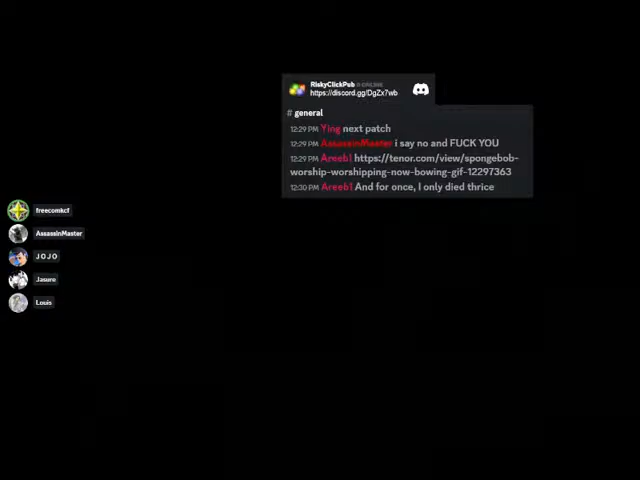 RiskyClickPub
https://discord.gg/DgZx7wb
# general
12:29 PM Ying next patch
12:29 PM AssassinMaster i say no and FUCK YOU
12:29 PM Areeb1 https://tenor.com/view/spongebob-
worship-worshipping-now-bowing-gif-12297363
12:30 PM Areeb1 And for once, I only died thrice
freecomkcf
AssassinMaster
J O J O
Jasure
Louis